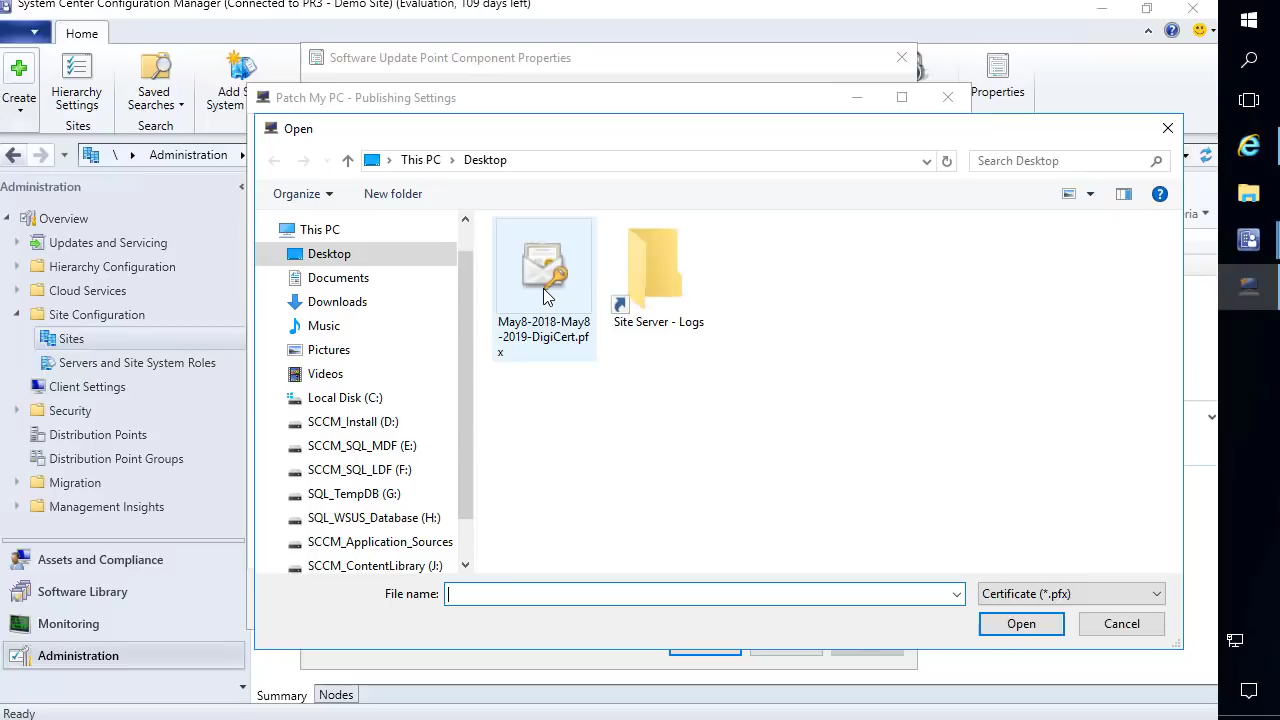 System Center Configuration Manager (Connected to PR3 - Demo Site) (Evaluation, 109 days left)
Home
Software Update Point Component Properties
Create
Hierarchy
Settings
Saved
Searches
Add S
System
Properties
Sites
Search
Patch My PC - Publishing Settings
Open
\ Administration
This PC Desktop
Search Desktop
Administration
Organize
New folder
Overview
Updates and Servicing
Hierarchy Configuration
Cloud Services
Site Configuration
Sites
Servers and Site System Roles
Client Settings
Security
Distribution Points
Distribution Point Groups
Migration
Management Insights
Assets and Compliance
Software Library
Monitoring
Administration
This PC
Desktop
Documents
Downloads
Music
Pictures
Videos
Local Disk (C:)
SCCM_Install (D:)
SCCM_SQL_MDF (E:)
SCCM_SQL_LDF (F:)
SQL_TempDB (G:)
SQL_WSUS_Database (H:)
SCCM_Application_Sources
SCCM_ContentLibrary (J:)
May8-2018-May8
-2019-DigiCert.pf
x
Site Server - Logs
eria
File name:
Certificate (*.pfx)
Open
Cancel
Summary
Nodes
Ready